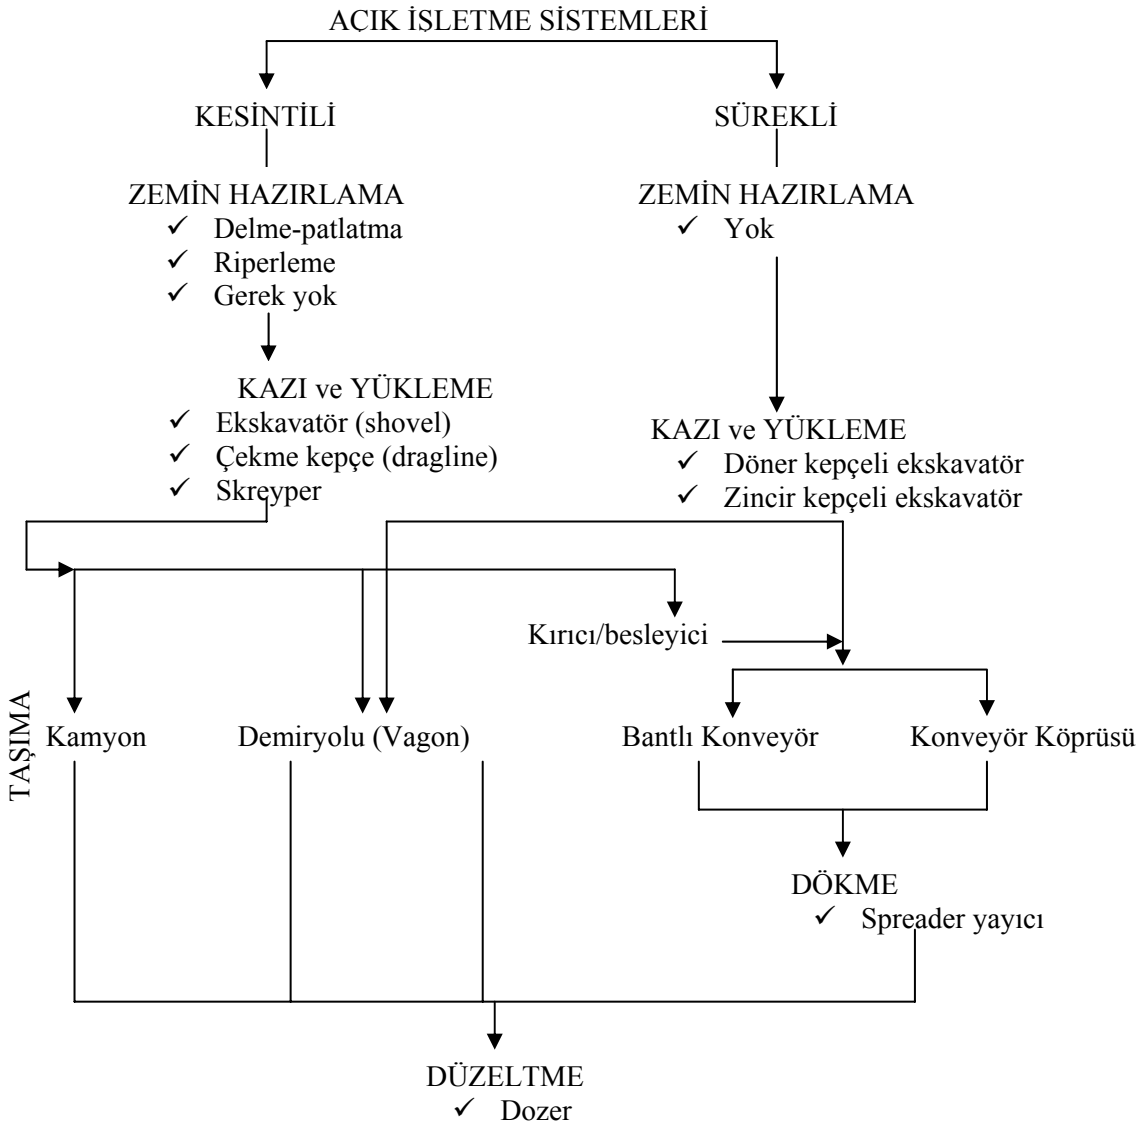 AÇIK İŞLETME SİSTEMLERİ
KESİNTİLİ
SÜREKLİ
ZEMİN HAZIRLAMA
✓ Delme-patlatma
✓ Riperleme
✓ Gerek yok
ZEMİN HAZIRLAMA
✓ Yok
KAZI ve YÜKLEME
✓ Ekskavatör (shovel)
✓ Çekme kepçe (dragline)
✓ Skreyper
KAZI ve YÜKLEME
✓ Döner kepçeli ekskavatör
✓ Zincir kepçeli ekskavatör
Kırıcı/besleyici
TAŞIMA
Kamyon
Demiryolu (Vagon)
Bantlı Konveyör
Konveyör Köprüsü
DÖKME
✓ Spreader yayıcı
DÜZELTME
✓ Dozer